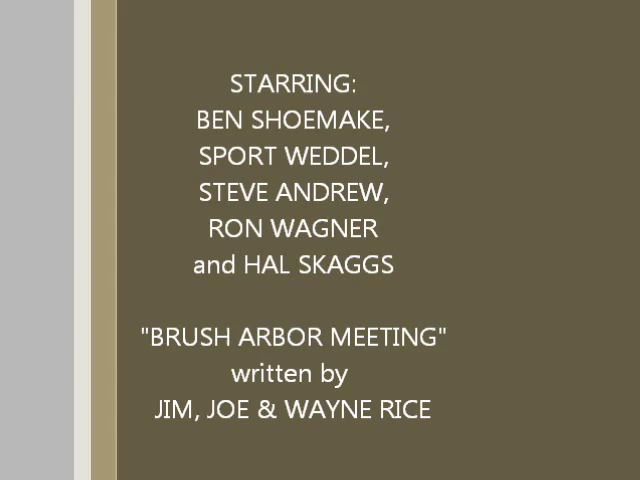 STARRING:
BEN SHOEMAKE,
SPORT WEDDEL,
STEVE ANDREW,
RON WAGNER
and HAL SKAGGS
"BRUSH ARBOR MEETING"
written by
JIM, JOE & WAYNE RICE